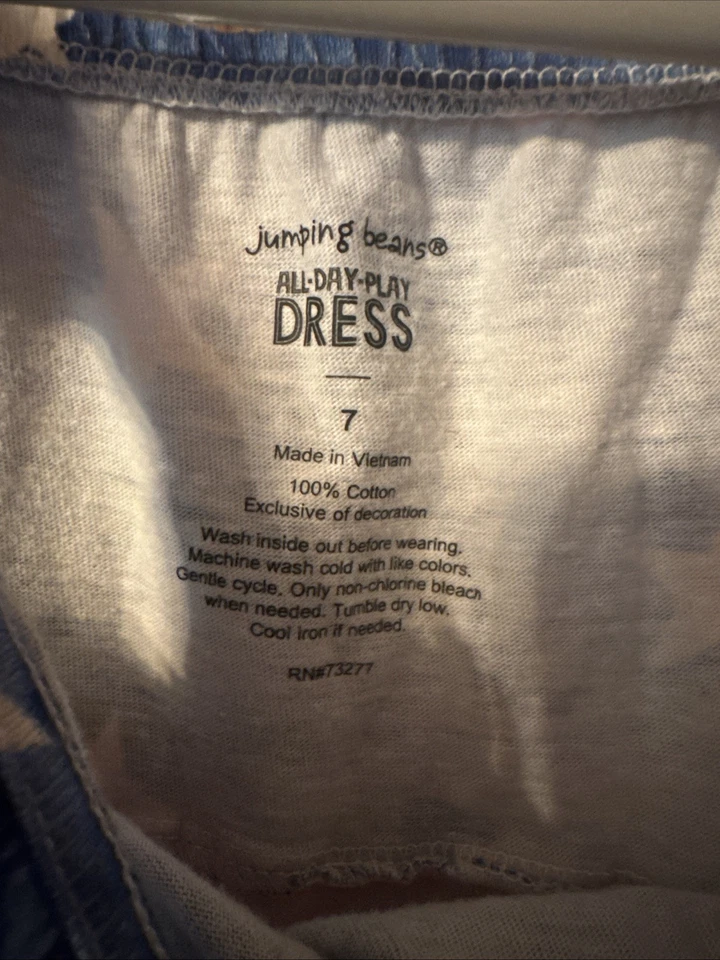 jumping beans®
ALL-DAY-PLAY
DRESS
7
Made in Vietnam
100% Cotton
Exclusive of decoration
Wash inside out before wearing.
Machine wash cold with like colors.
Gentle cycle. Only non-chlorine bleach
when needed. Tumble dry low.
Cool iron if needed.
RN#73277